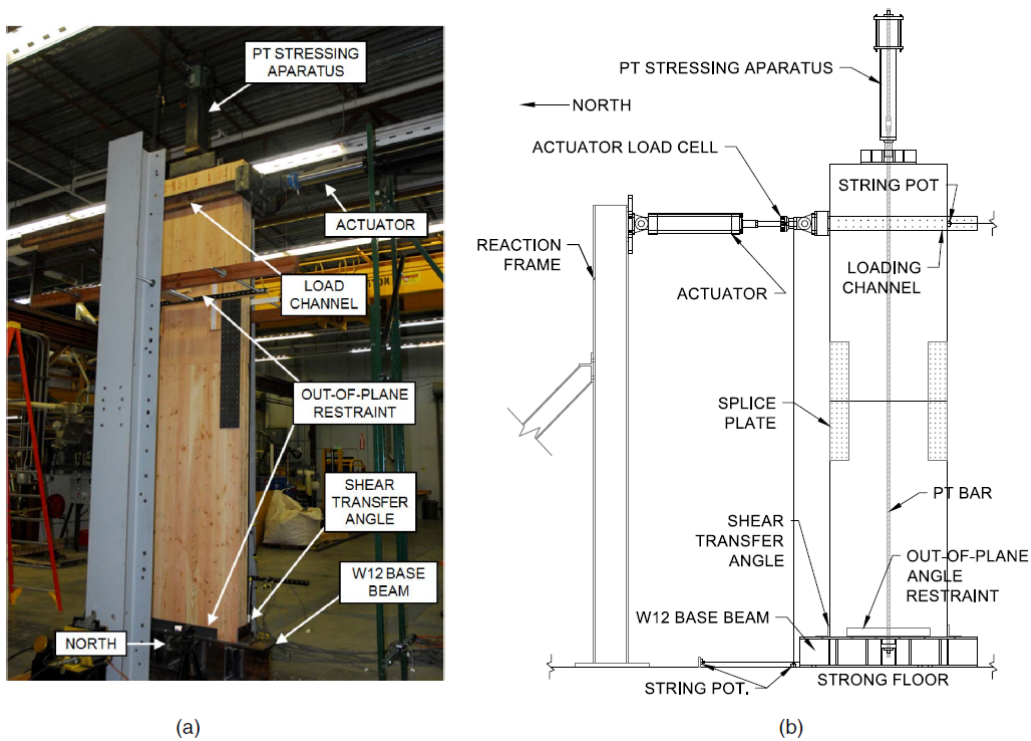 PT STRESSING
APPARATUS
ACTUATOR
LOAD
CHANNEL
OUT-OF-PLANE
RESTRAINT
SHEAR
TRANSFER
ANGLE
W12 BASE
BEAM
NORTH
(a)
PT STRESSING APPARATUS
NORTH
ACTUATOR LOAD CELL
STRING POT
REACTION
FRAME
LOADING
CHANNEL
ACTUATOR
SPLICE
PLATE
PT BAR
SHEAR
TRANSFER
ANGLE
OUT-OF-PLANE
ANGLE
RESTRAINT
W12 BASE BEAM
STRING POT.
STRONG FLOOR
(b)